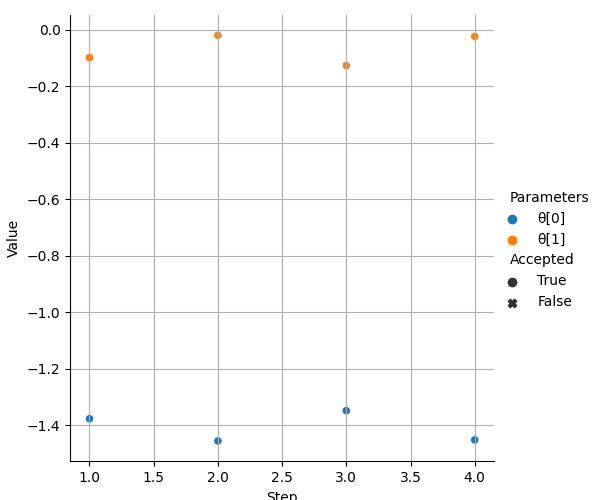 0.0
−0.2
−0.4
−0.6
−0.8
−1.0
−1.2
−1.4
Value
1.0 1.5 2.0 2.5 3.0 3.5 4.0
Step
Parameters
θ[0]
θ[1]
Accepted
True
False